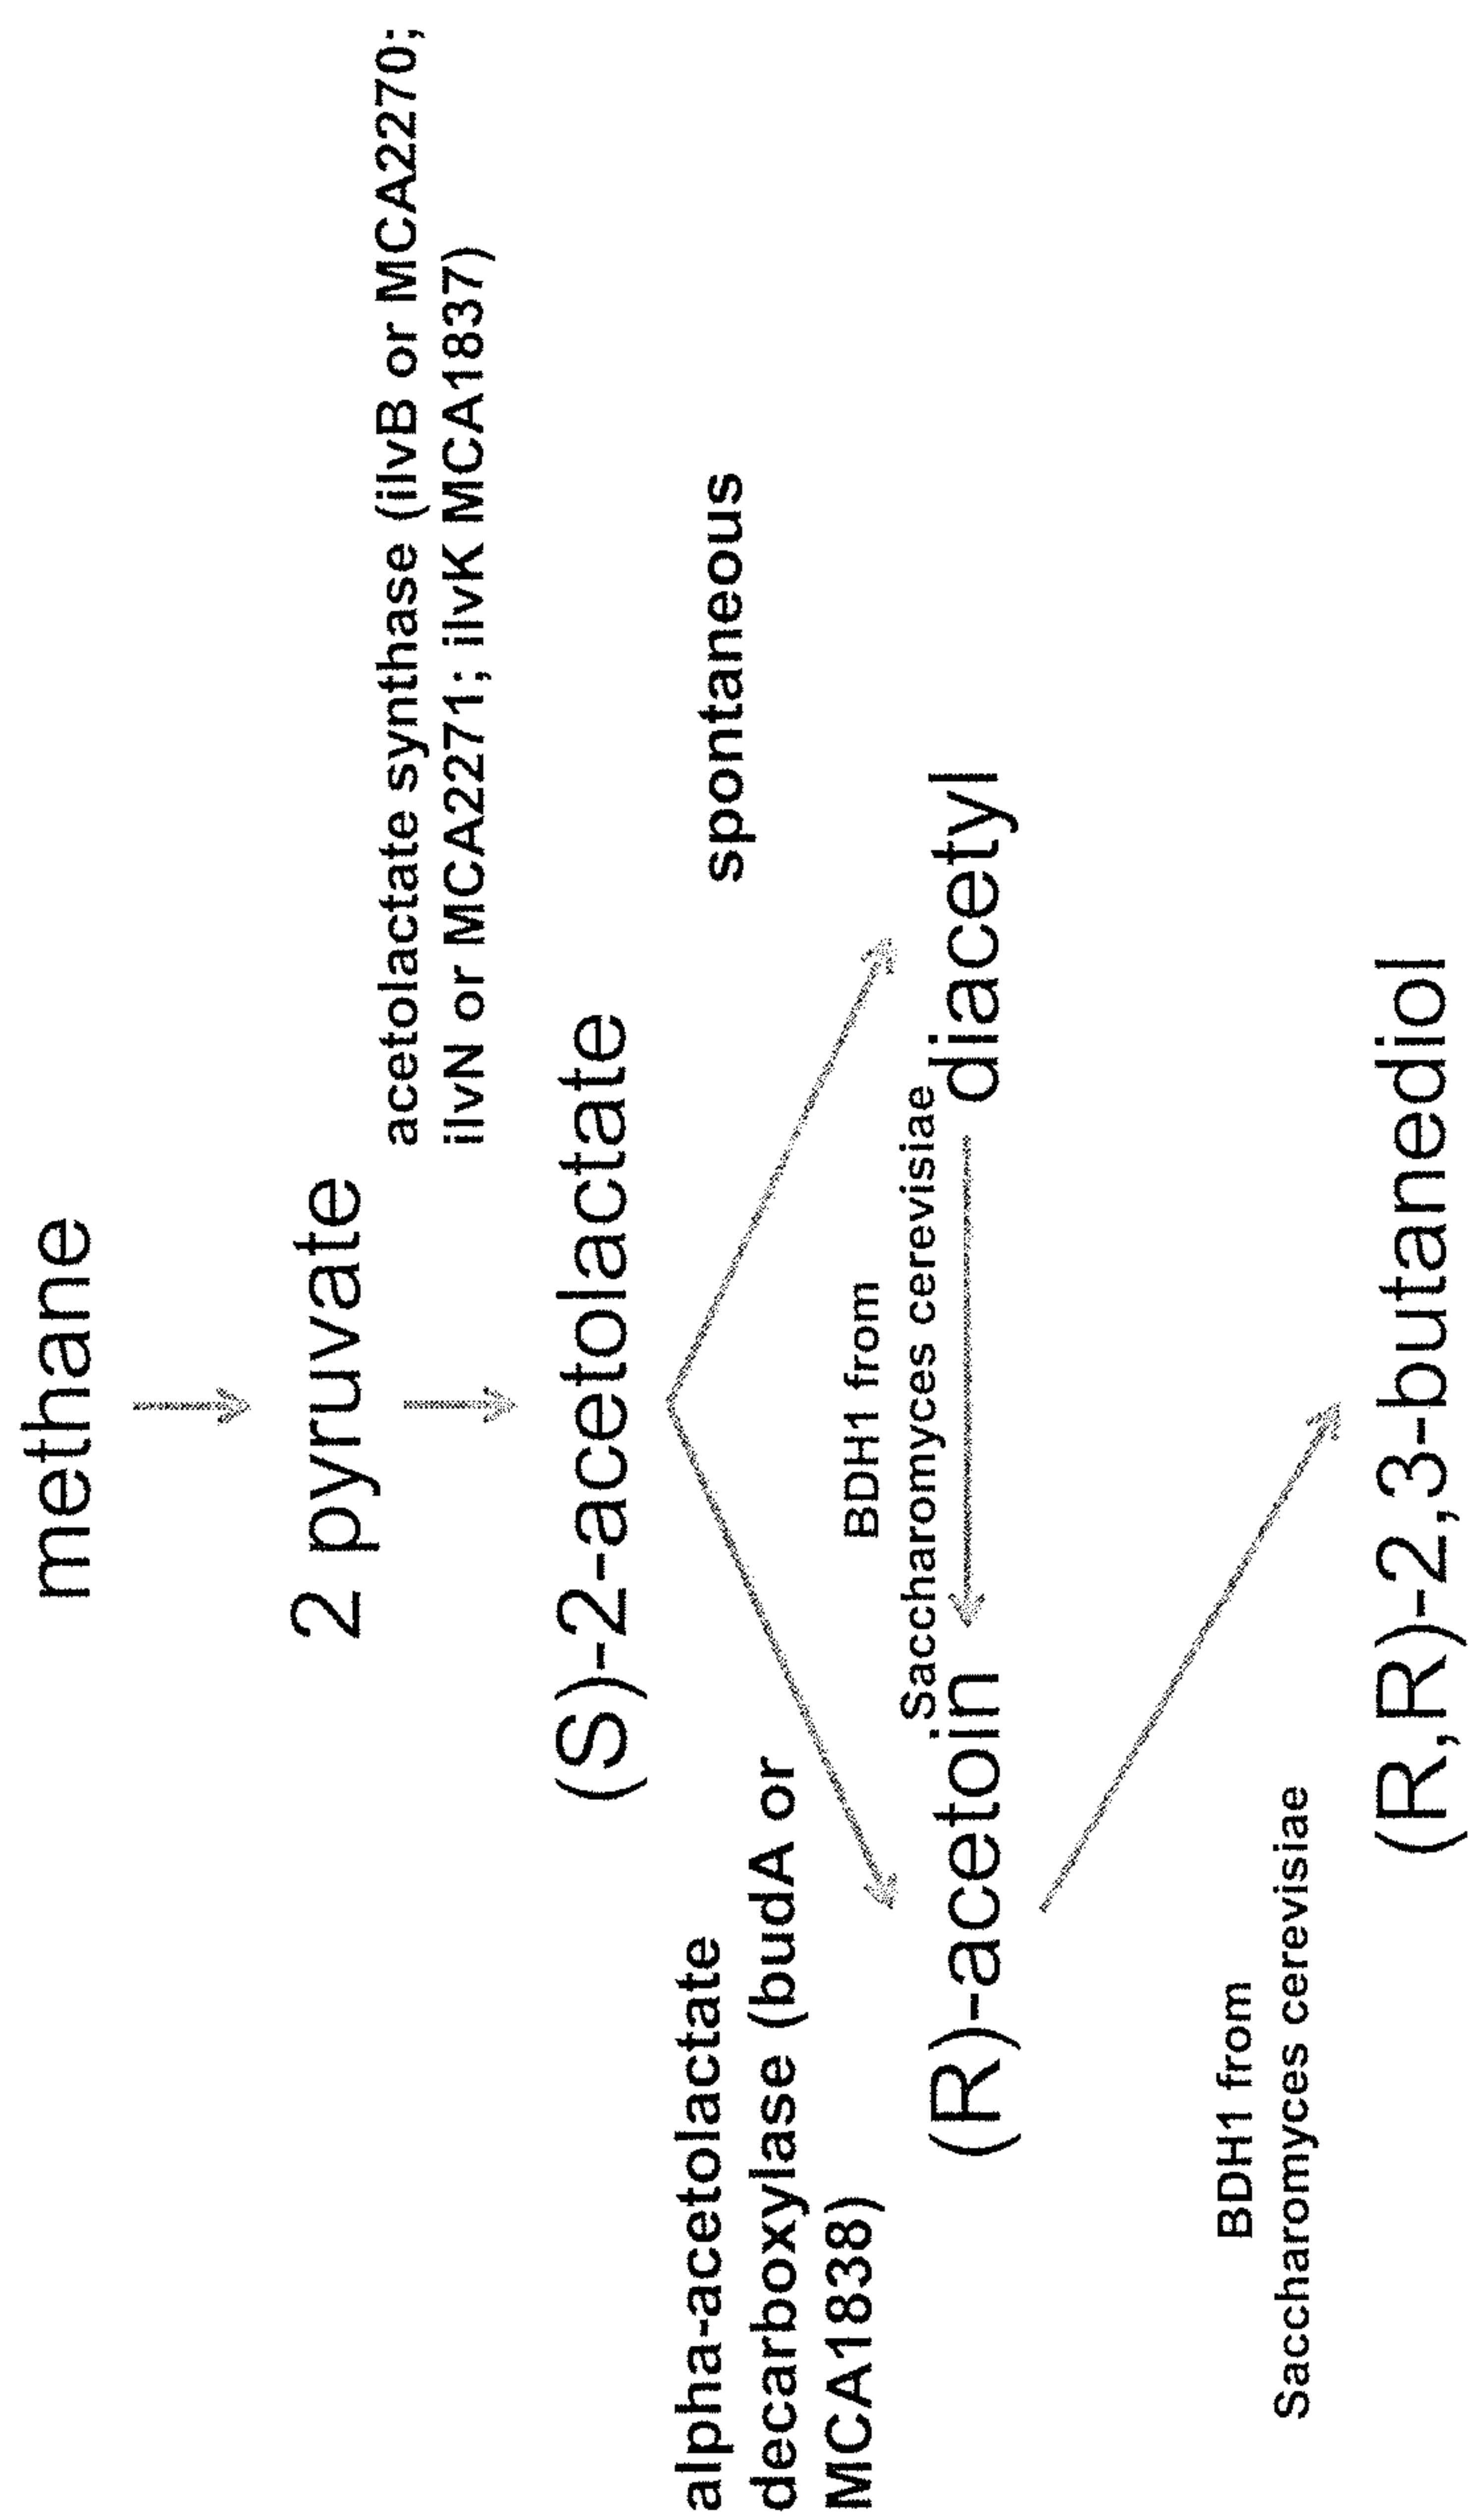 methane
2 pyruvate
acetolactate synthase (ilvB or MCA2270;
ilvN or MCA2271; ilvK MCA1837)
(S)-2-acetolactate
alpha-acetolactate
decarboxylase (budA or
MCA1838)
spontaneous
BDH1 from
Saccharomyces cerevisiae
(R)-acetoin
diacetyl
BDH1 from
Saccharomyces cerevisiae
(R,R)-2,3-butanediol